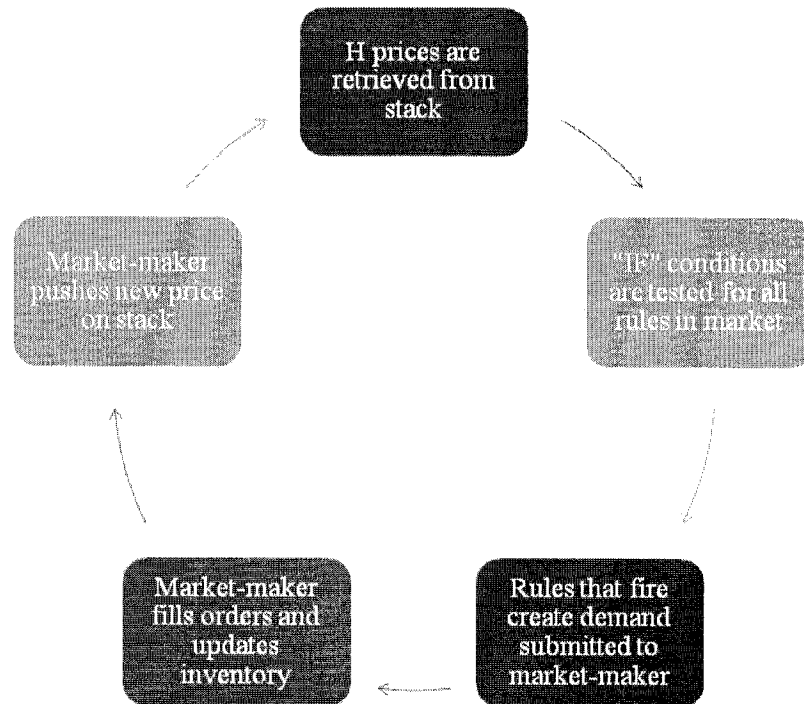 H prices are
retrieved from
stack
"IF" conditions
are tested for all
rules in market
Rules that fire
create demand
submitted to
market-maker
Market-maker
fills orders and
updates
inventory
Market-maker
pushes new price
on stack